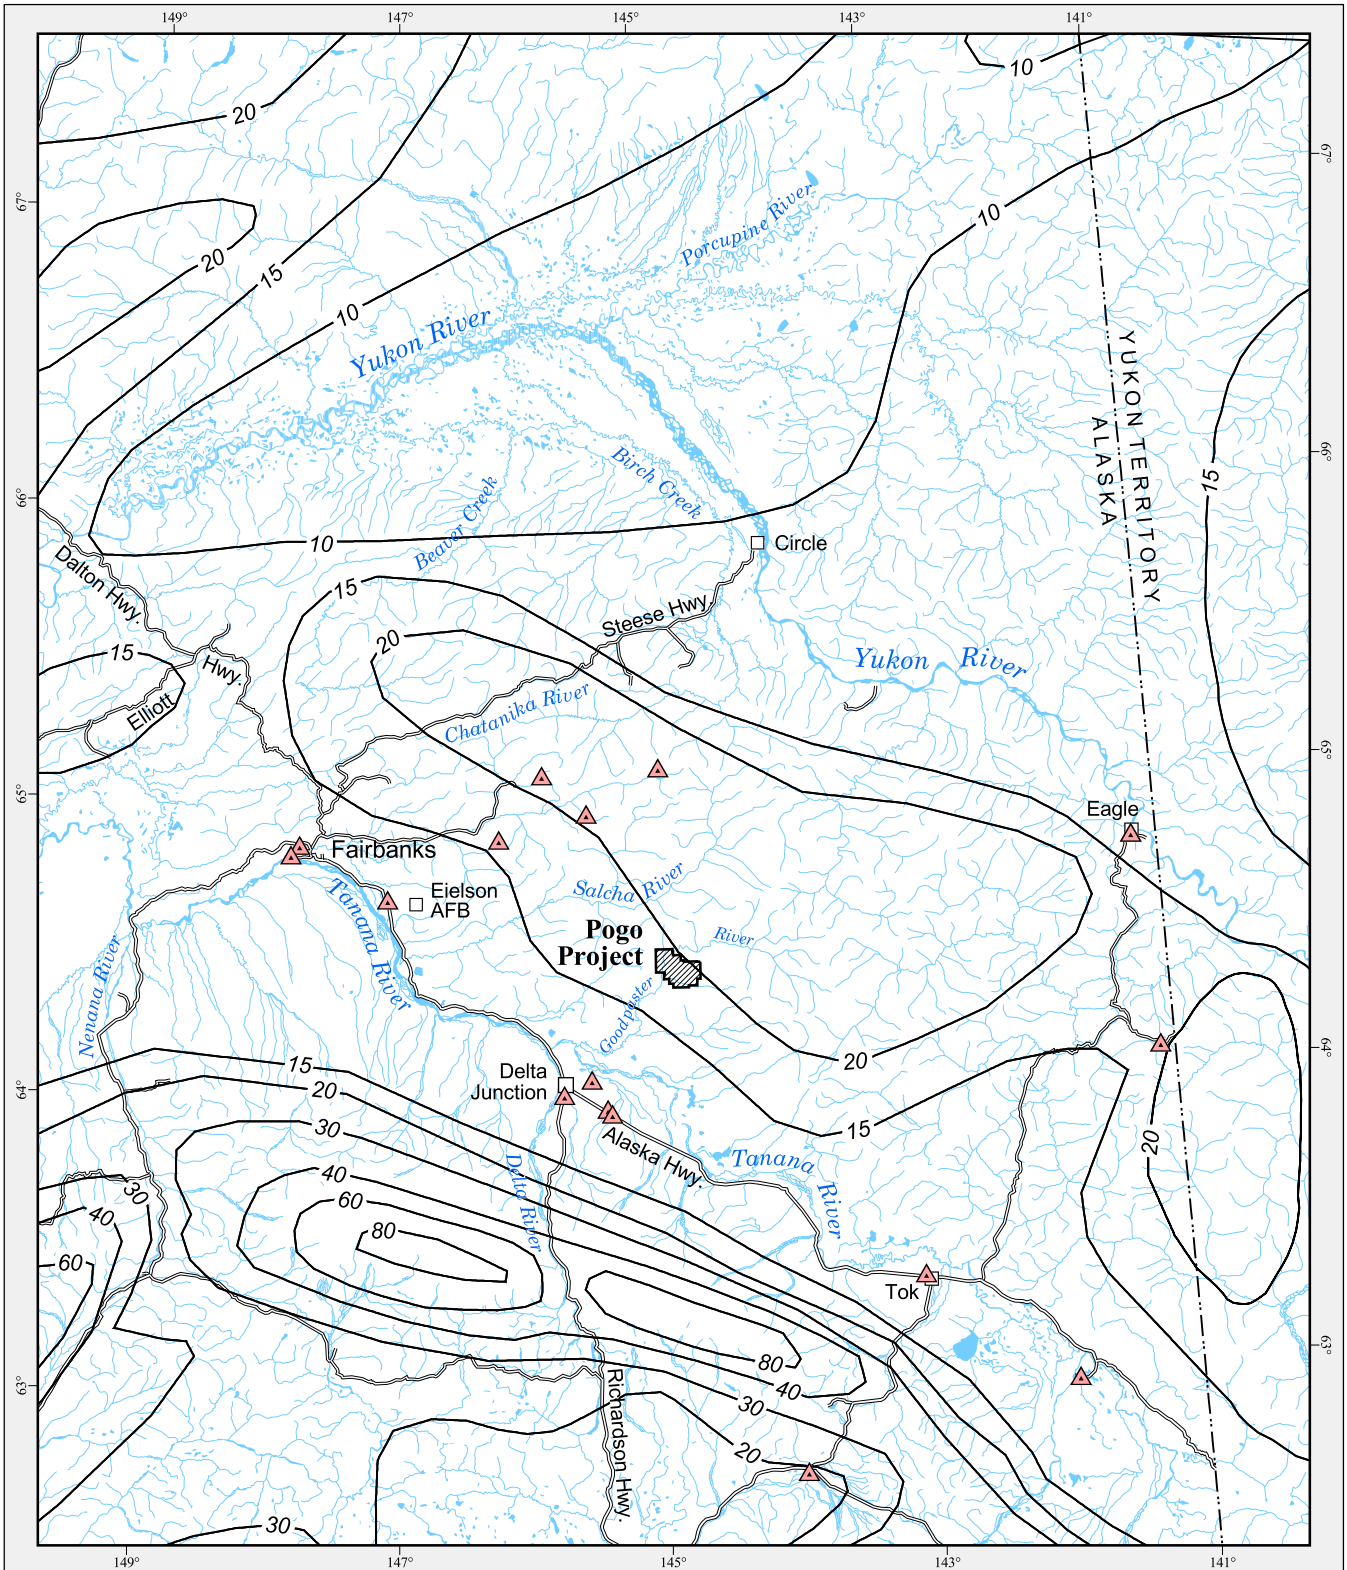 149°
147°
145°
143°
141°
10
20
67°
67°
Porcupine River
10
20
15
10
Yukon River
YUKON TERRITORY
ALASKA
66°
66°
Birch Creek
15
Beaver Creek
10
Circle
Dalton Hwy.
15
Steese Hwy.
20
15
Hwy.
Yukon River
Elliott
Chatanika River
65°
65°
Eagle
Fairbanks
Tanana River
Eielson
AFB
Salcha River
Pogo
Project
River
Nenana River
Goodpaster
64°
64°
15
20
Delta
Junction
20
30
15
Alaska Hwy.
20
Tanana
River
Delta River
40
30
60
40
80
60
Tok
63°
63°
80
40
30
Richardson Hwy.
20
30
149°
147°
145°
143°
141°